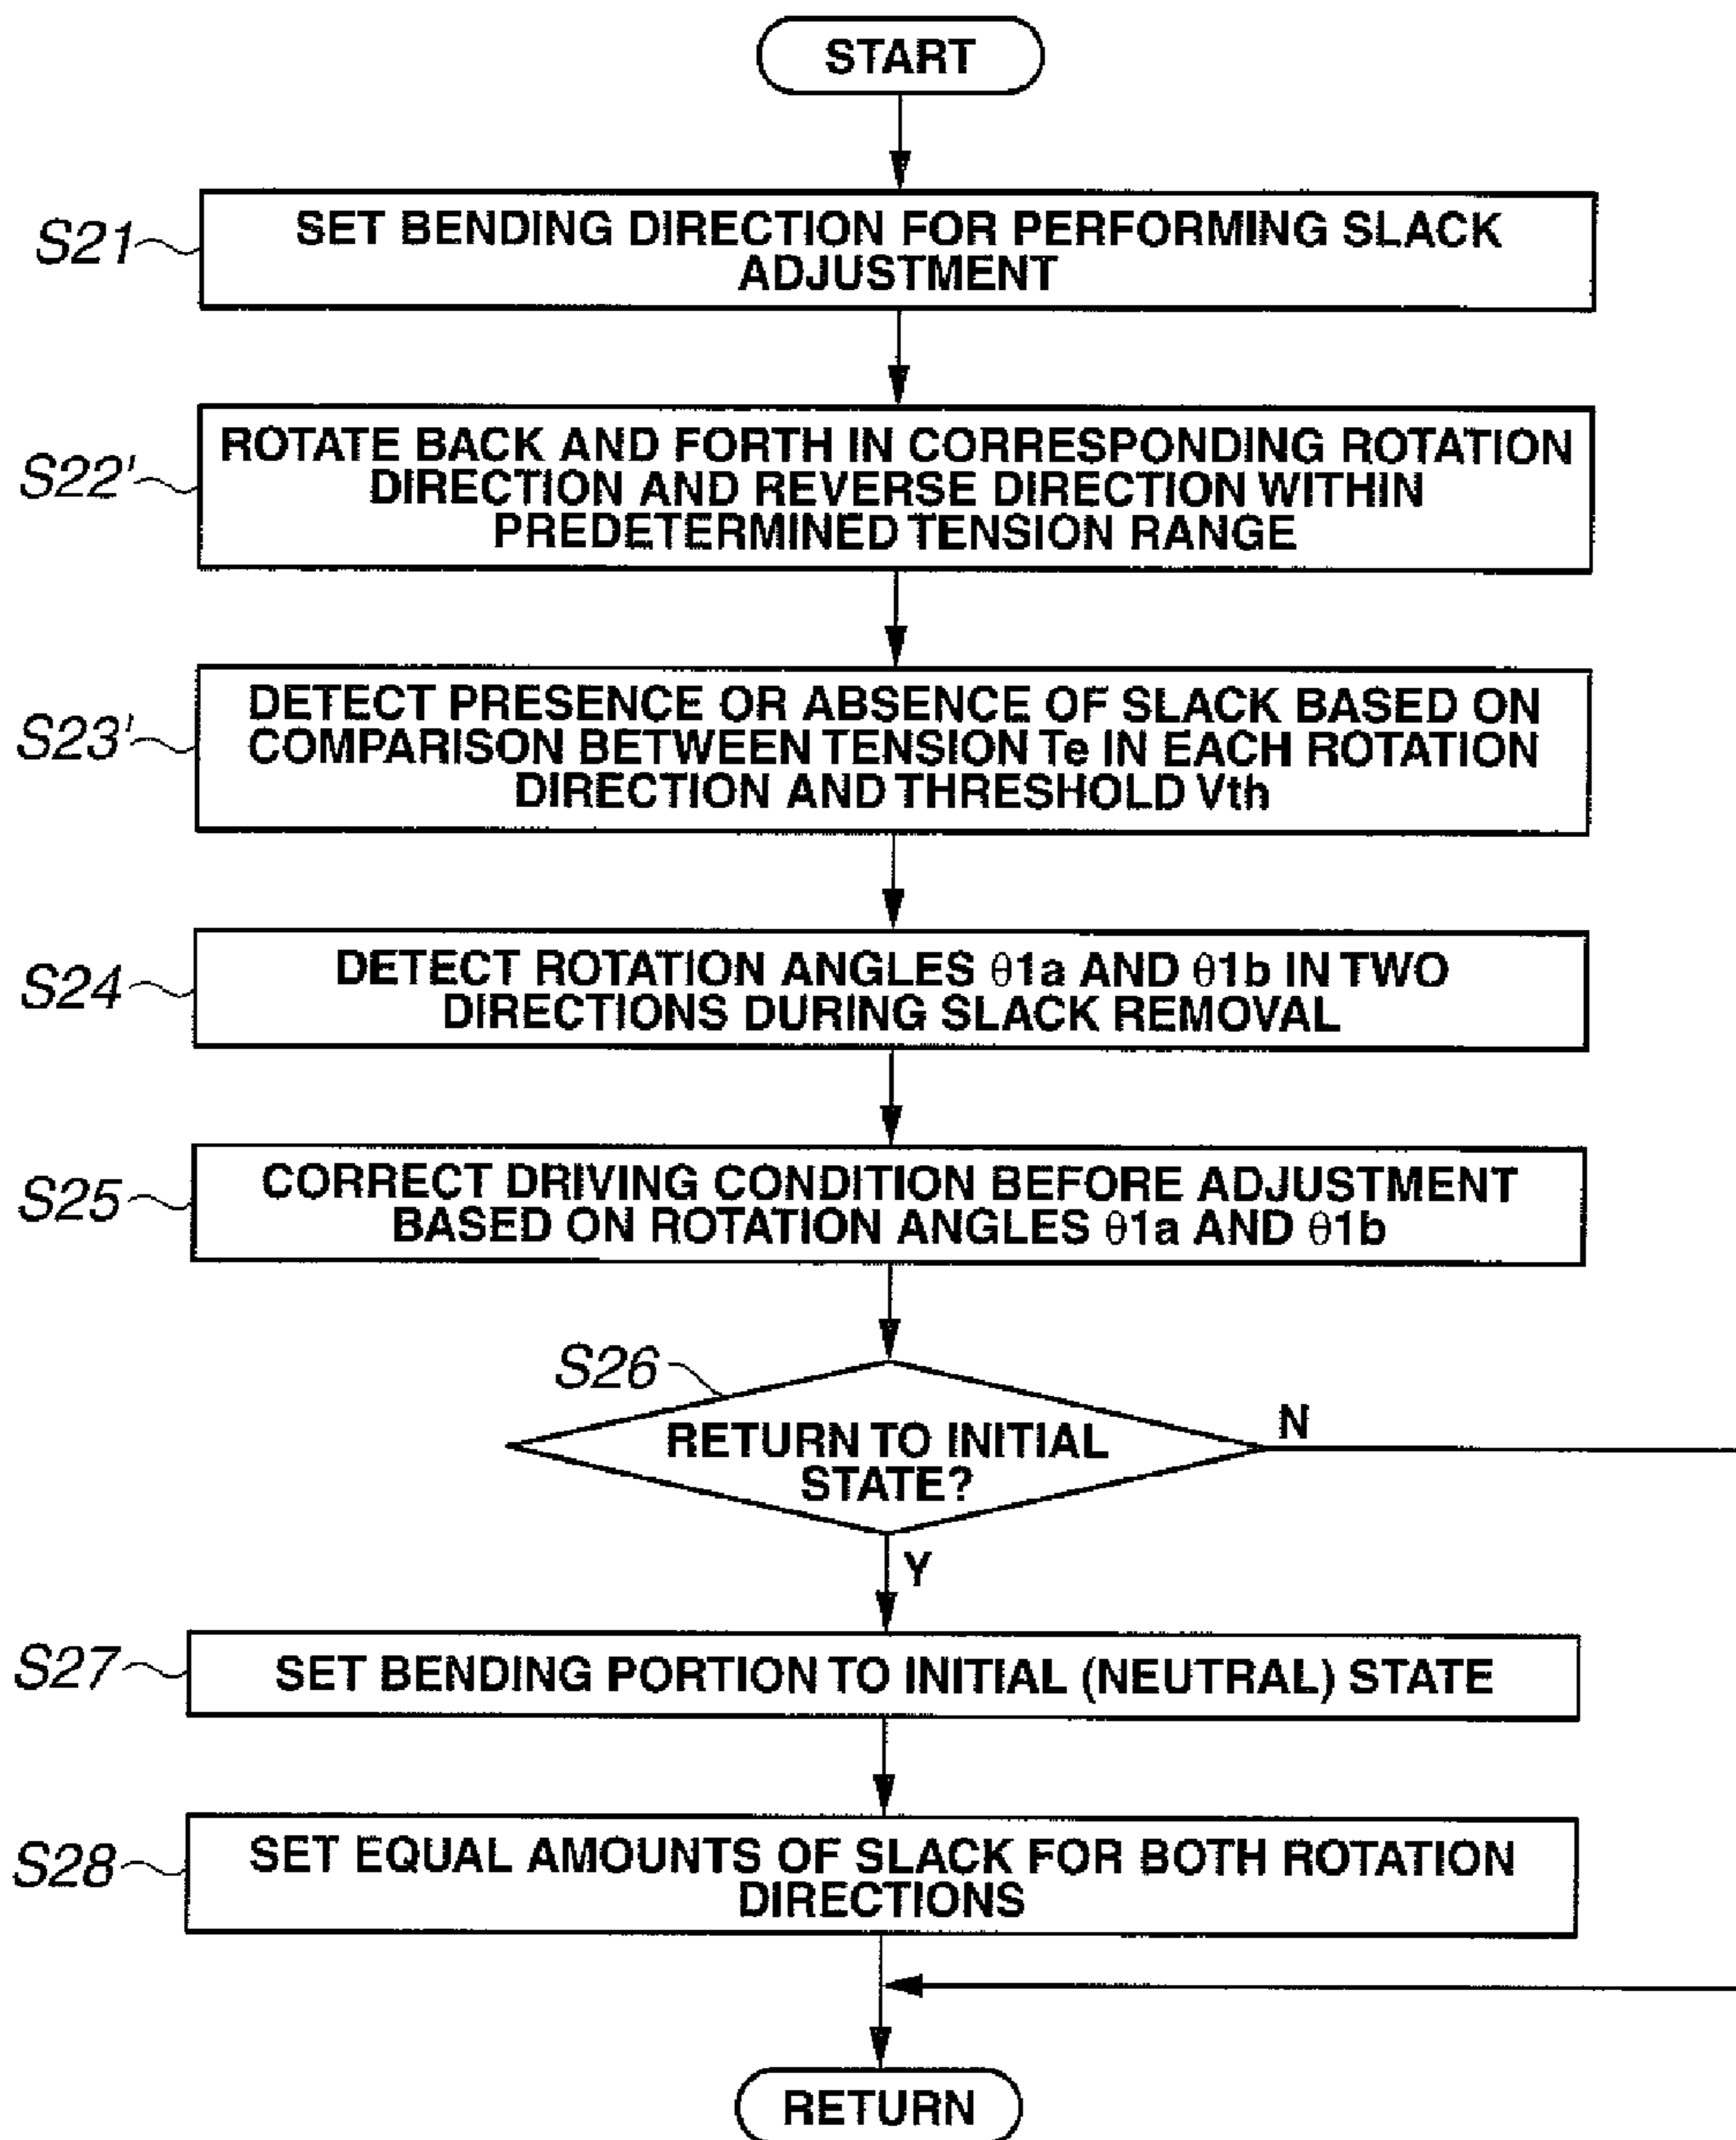 START
S21
SET BENDING DIRECTION FOR PERFORMING SLACK
ADJUSTMENT
S22'
ROTATE BACK AND FORTH IN CORRESPONDING ROTATION
DIRECTION AND REVERSE DIRECTION WITHIN
PREDETERMINED TENSION RANGE
S23'
DETECT PRESENCE OR ABSENCE OF SLACK BASED ON
COMPARISON BETWEEN TENSION Te IN EACH ROTATION
DIRECTION AND THRESHOLD Vth
S24
DETECT ROTATION ANGLES θ1a AND θ1b IN TWO
DIRECTIONS DURING SLACK REMOVAL
S25
CORRECT DRIVING CONDITION BEFORE ADJUSTMENT
BASED ON ROTATION ANGLES θ1a AND θ1b
S26
RETURN TO INITIAL
STATE?
N
Y
S27
SET BENDING PORTION TO INITIAL (NEUTRAL) STATE
S28
SET EQUAL AMOUNTS OF SLACK FOR BOTH ROTATION
DIRECTIONS
RETURN